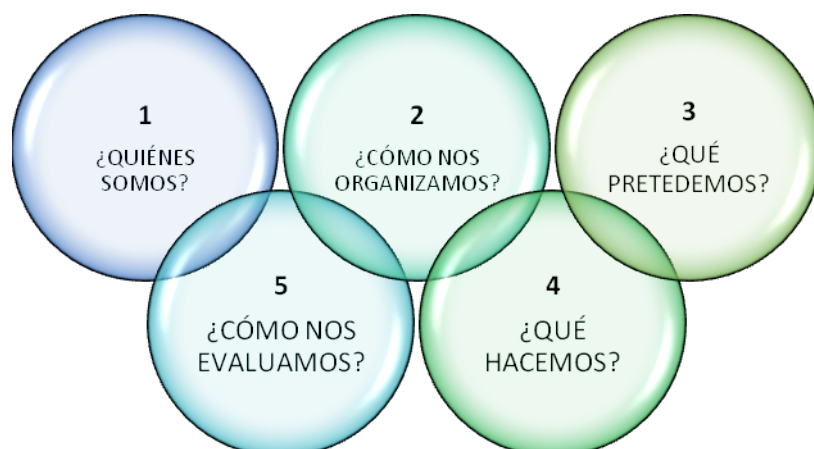 1
¿QUIÉNES
SOMOS?
2
¿CÓMO NOS
ORGANIZAMOS?
3
¿QUÉ
PRETEDEMOS?
5
¿CÓMO NOS
EVALUAMOS?
4
¿QUÉ
HACEMOS?